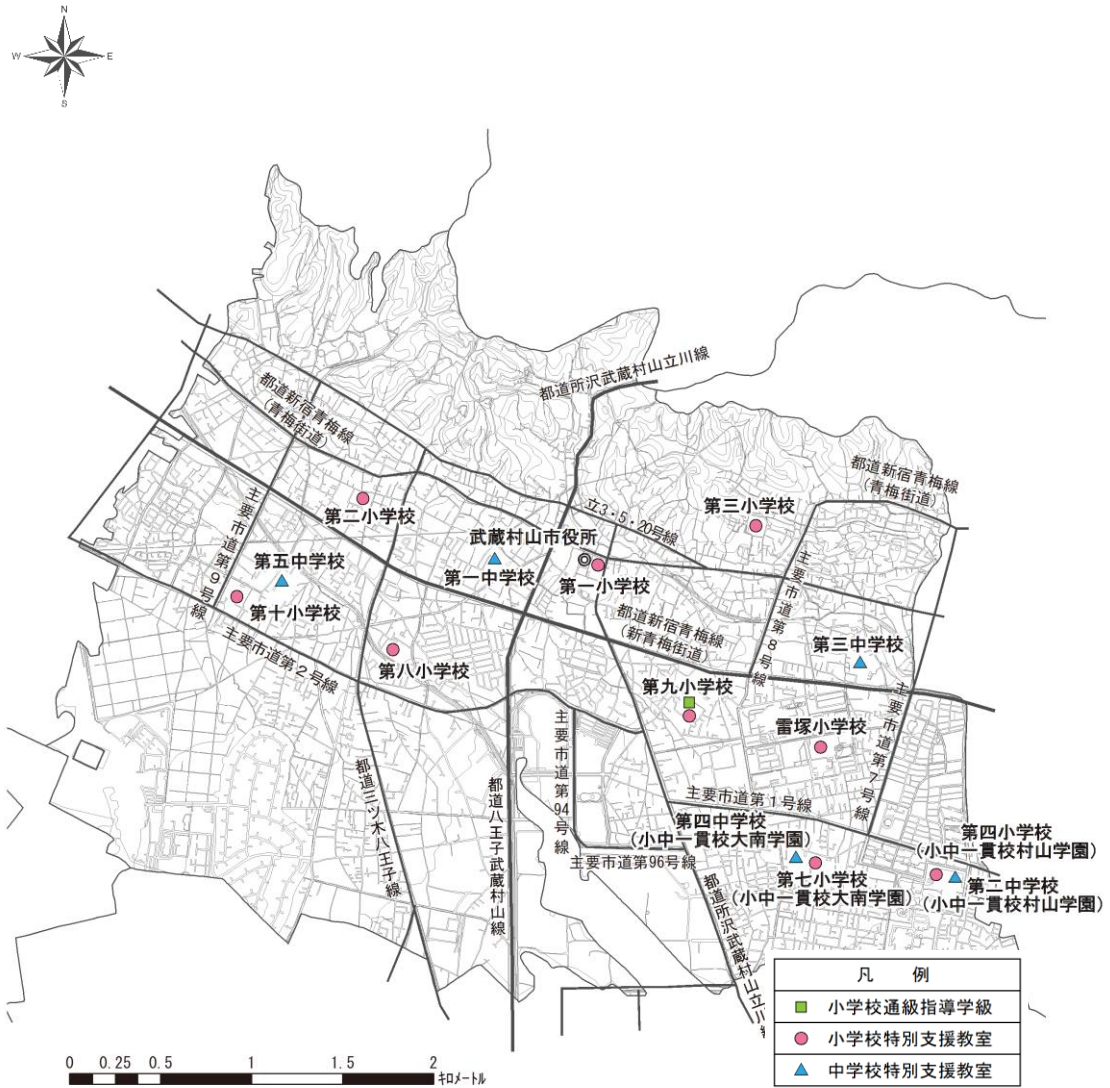 N
W
E
S
都道所沢武蔵村山立川線
都道新宿青梅線
(青梅街道)
都道新宿青梅線
(青梅街道)
立3・5・20号線
第三小学校
第二小学校
主要市道第9号線
武蔵村山市役所
第五中学校
第一中学校
第一小学校
主要市道第8号線
第十小学校
都道新宿青梅線
(新青梅街道)
第三中学校
主要市道第2号線
第八小学校
第九小学校
主要市道第7号線
雷塚小学校
主要市道第94号線
都道三ツ木八王子線
都道八王子武蔵村山線
主要市道第1号線
第四中学校
(小中一貫校大南学園)
第四小学校
(小中一貫校村山学園)
主要市道第96号線
第七小学校
(小中一貫校大南学園)
第二中学校
(小中一貫校村山学園)
都道所沢武蔵村山立川線
凡 例
小学校通級指導学級
小学校特別支援教室
中学校特別支援教室
0 0.25 0.5 1 1.5 2
キロメートル